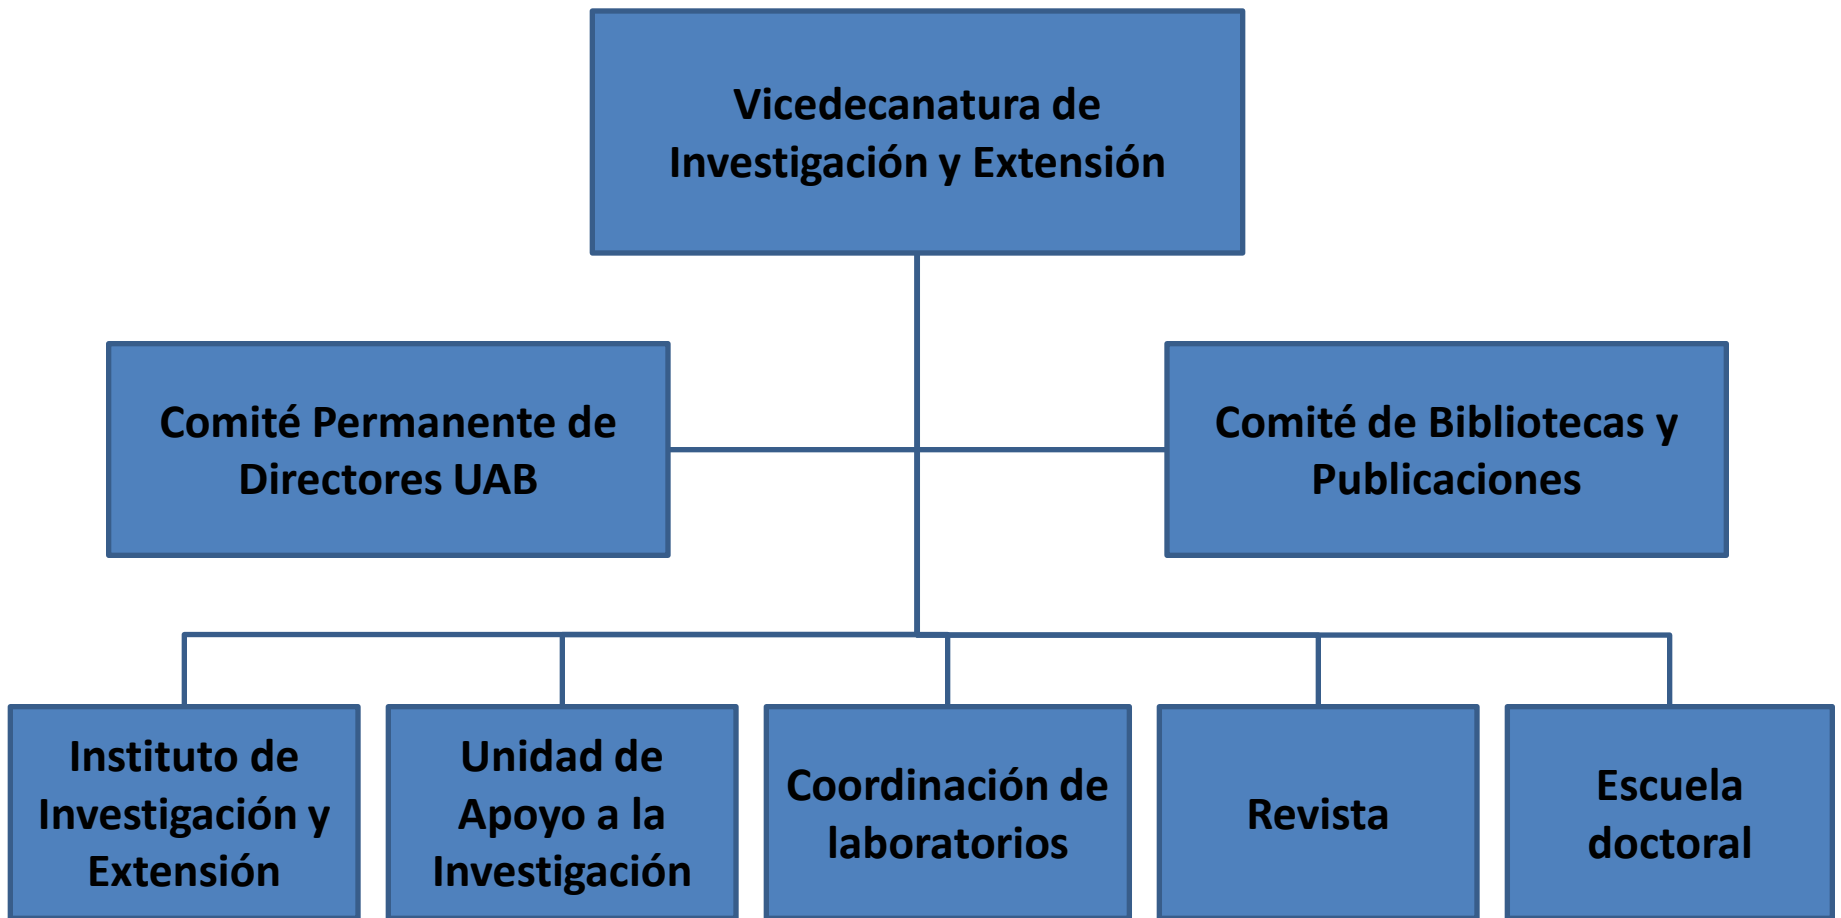 Vicedecanatura de
Investigación y Extensión
Comité Permanente de
Directores UAB
Comité de Bibliotecas y
Publicaciones
Instituto de
Investigación y
Extensión
Unidad de
Apoyo a la
Investigación
Coordinación de
laboratorios
Revista
Escuela
doctoral